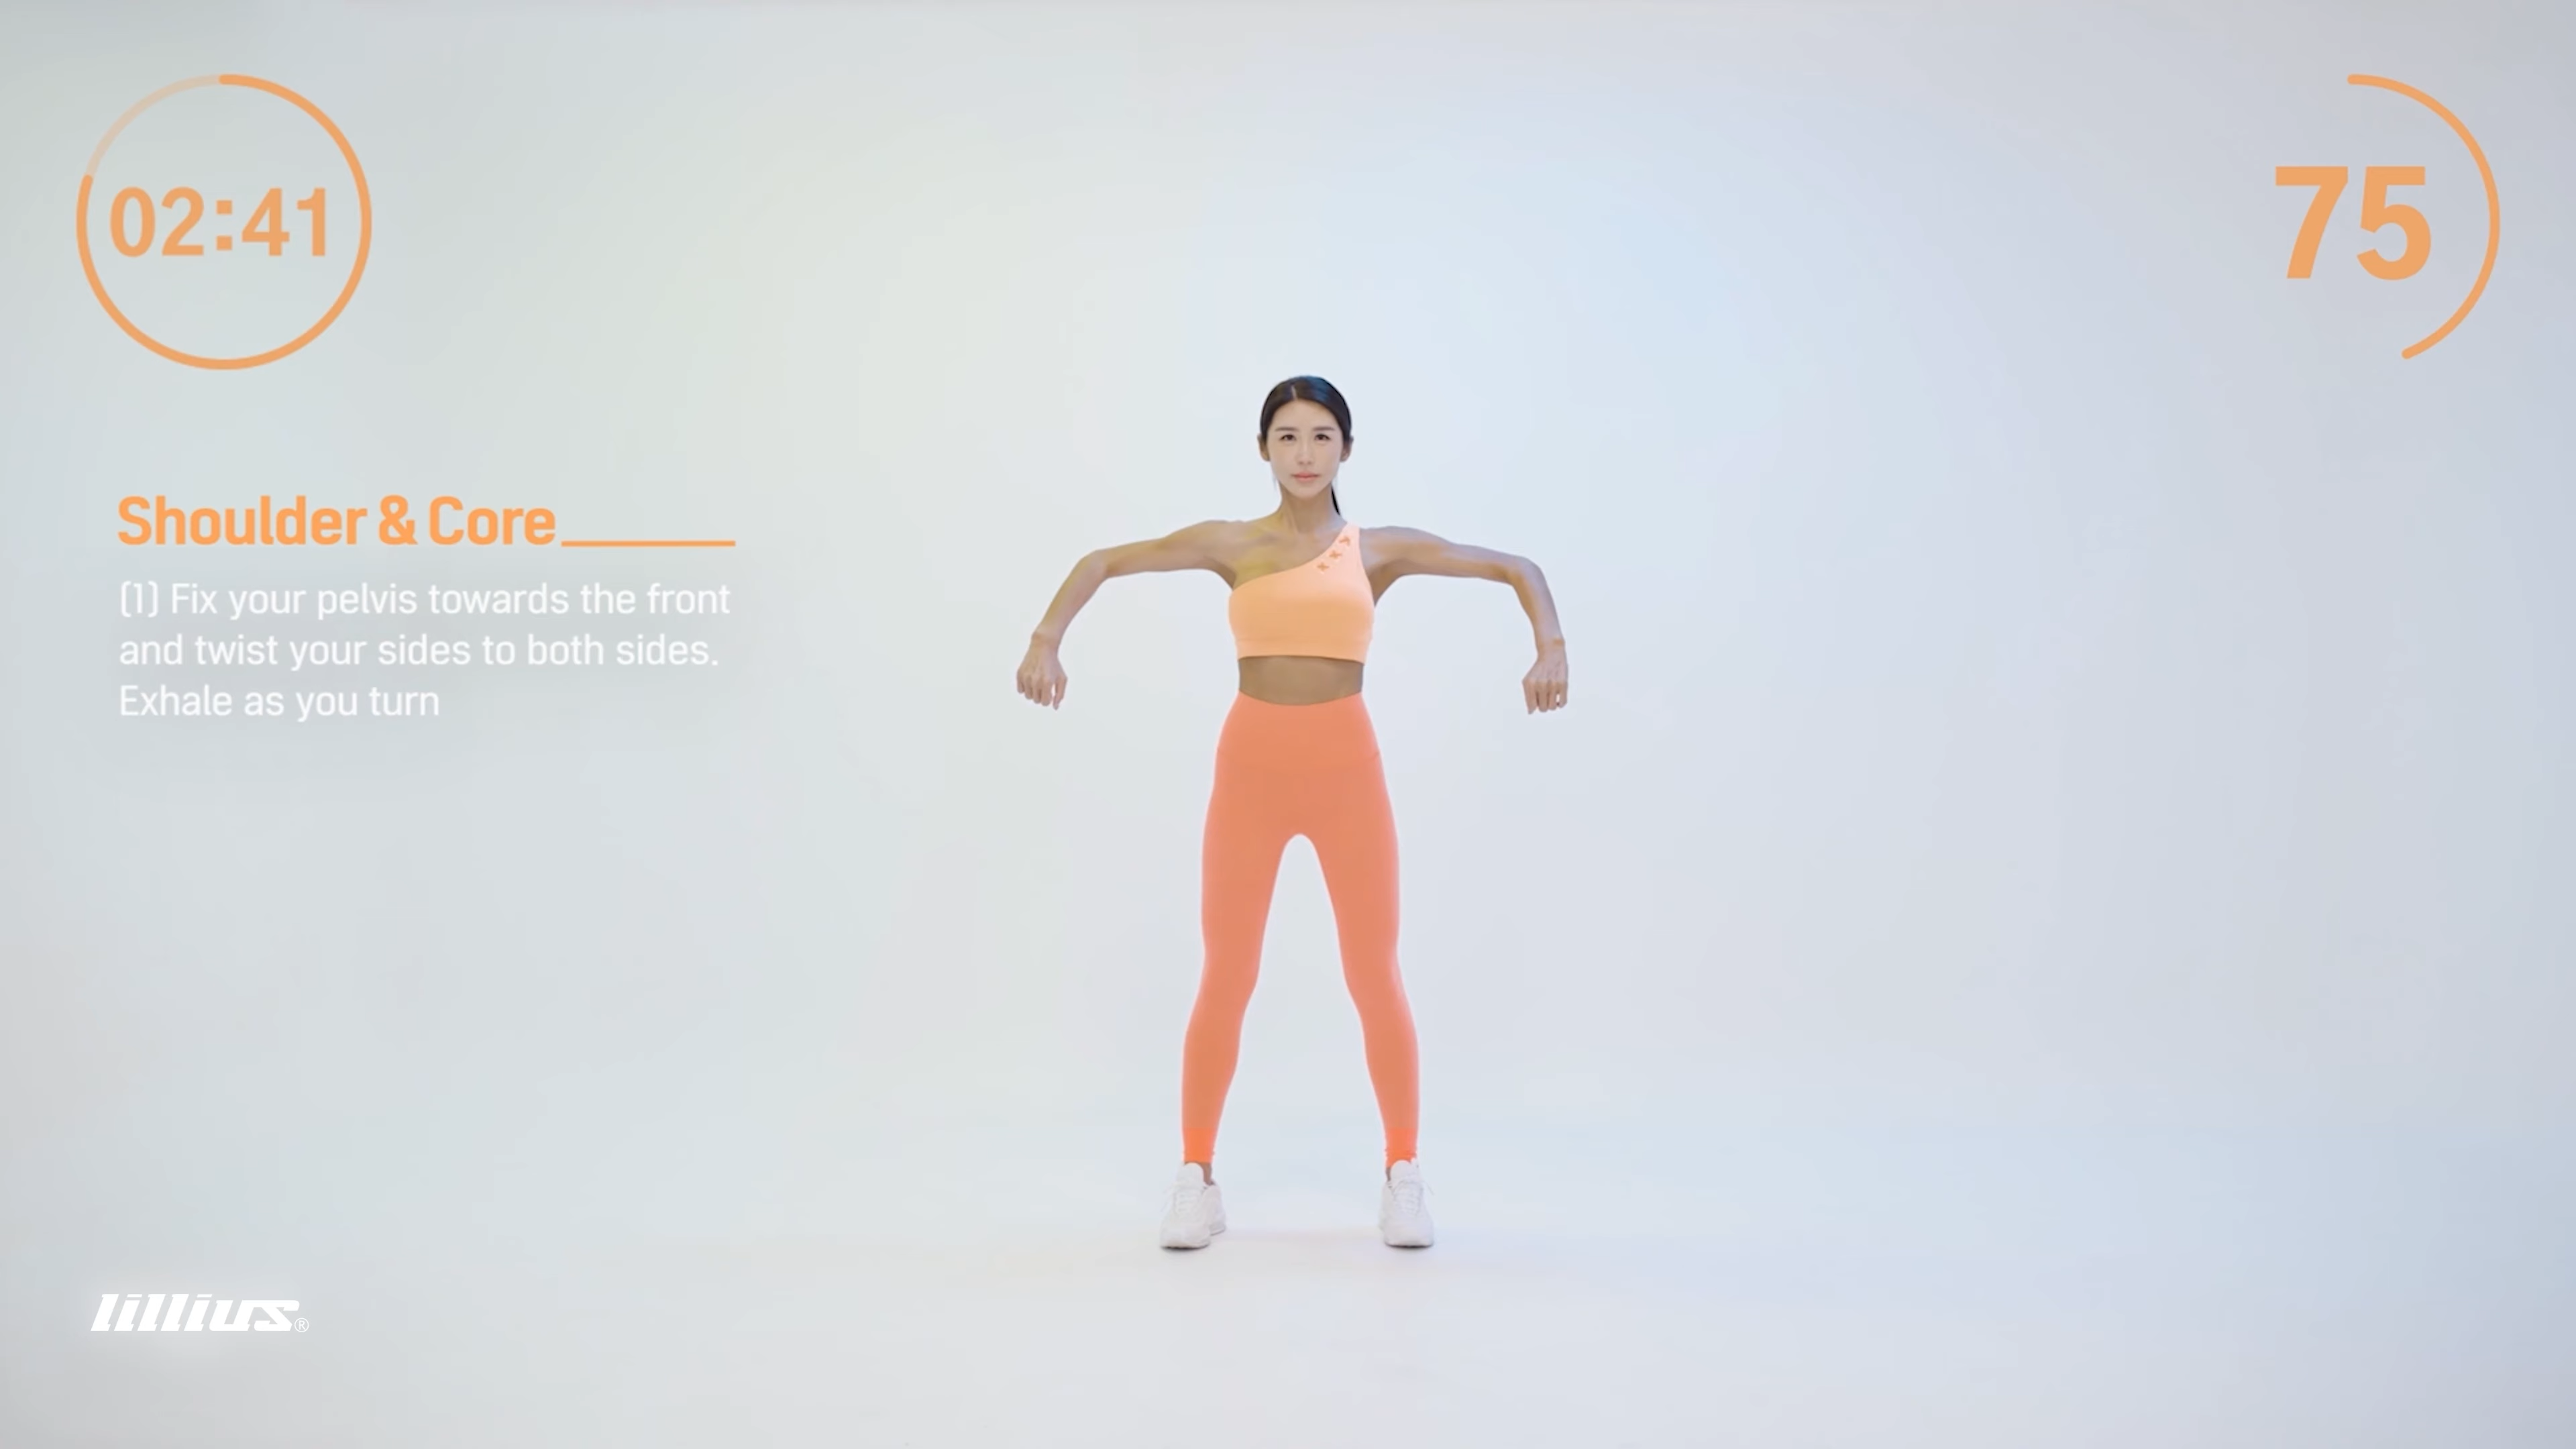 02:41
75
Shoulder & Core
(1) Fix your pelvis towards the front
and twist your sides to both sides.
Exhale as you turn
lillius®